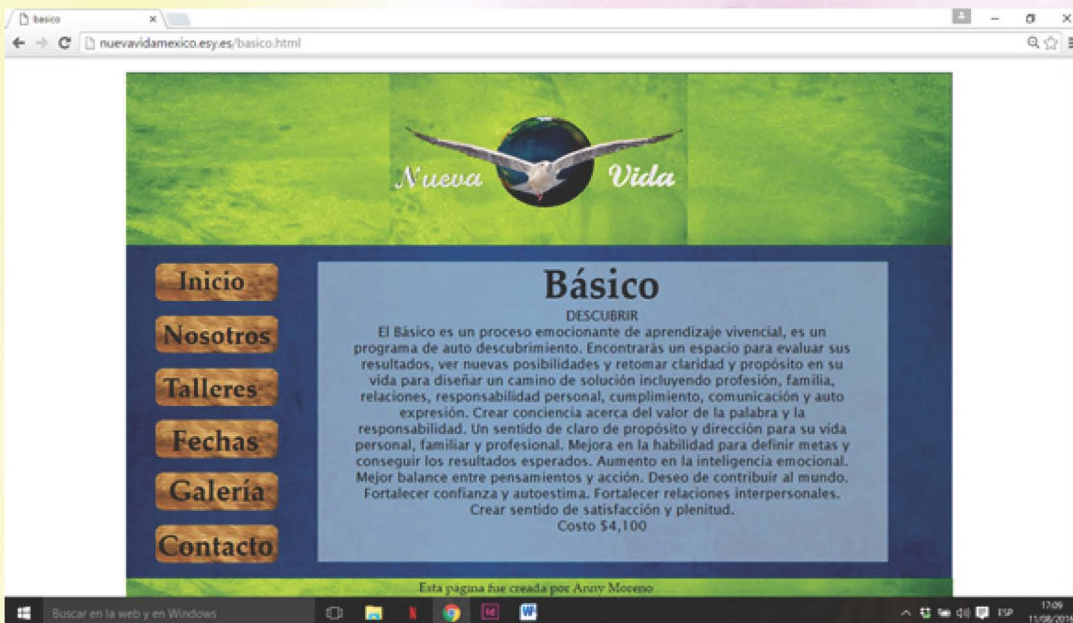 basico
nuevavidamexico.esy.es/basico.html
Nueva Vida
Inicio
Nosotros
Talleres
Fechas
Galería
Contacto
Básico
DESCUBRIR
El Básico es un proceso emocionante de aprendizaje vivencial, es un
programa de auto descubrimiento. Encontrarás un espacio para evaluar sus
resultados, ver nuevas posibilidades y retomar claridad y propósito en su
vida para diseñar un camino de solución incluyendo profesión, familia,
relaciones, responsabilidad personal, cumplimiento, comunicación y auto
expresión. Crear conciencia acerca del valor de la palabra y la
responsabilidad. Un sentido de claro de propósito y dirección para su vida
personal, familiar y profesional. Mejora en la habilidad para definir metas y
conseguir los resultados esperados. Aumento en la inteligencia emocional.
Mejor balance entre pensamientos y acción. Deseo de contribuir al mundo.
Fortalecer confianza y autoestima. Fortalecer relaciones interpersonales.
Crear sentido de satisfacción y plenitud.
Costo $4,100
Esta página fue creada por Anny Moreno
Buscar en la web y en Windows
ESP
17:09
11/08/2016